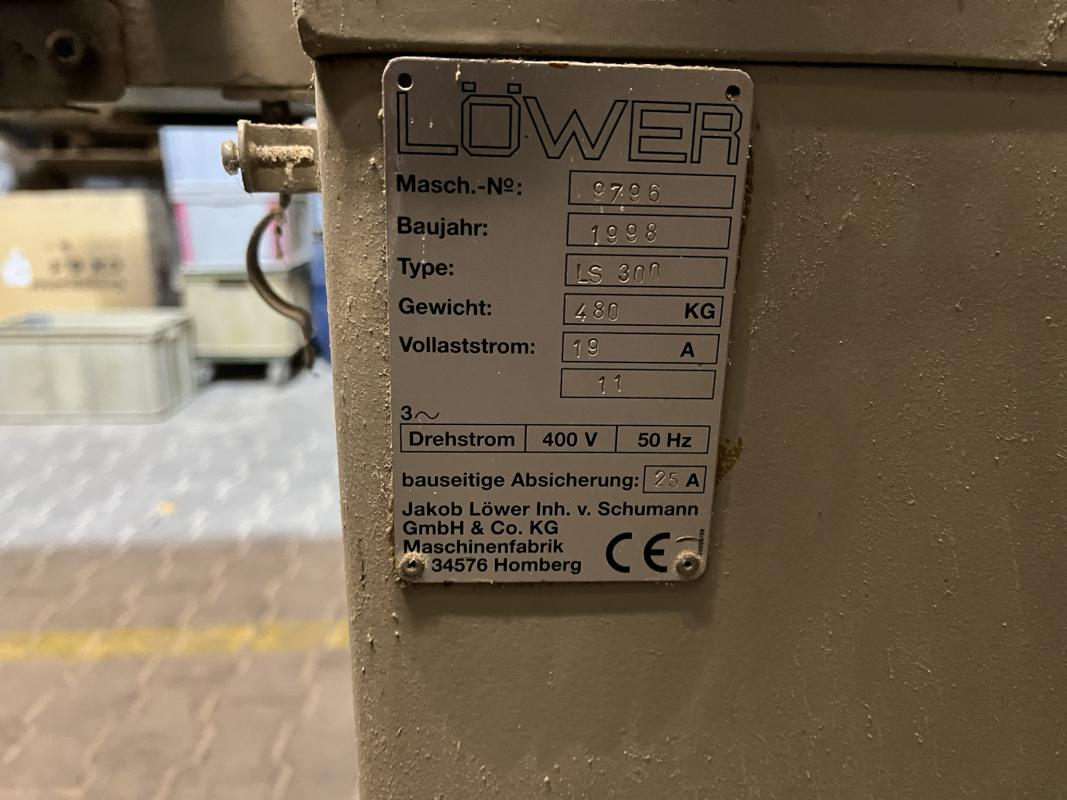 LÖWER
Masch.-Nº: 9796
Baujahr: 1998
Type: LS 300
Gewicht: 480 KG
Vollaststrom: 19 A
11
3~
Drehstrom 400 V 50 Hz
bauseitige Absicherung: 25 A
Jakob Löwer Inh. v. Schumann
GmbH & Co. KG
Maschinenfabrik
34576 Homberg CE